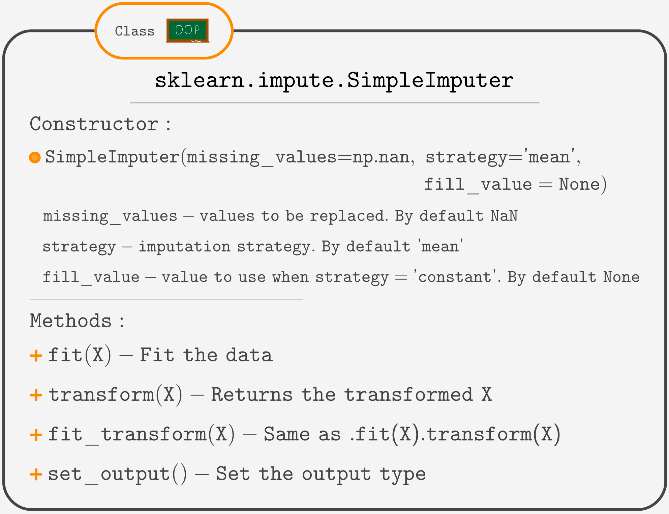 Class OOP
sklearn.impute.SimpleImputer
Constructor :
SimpleImputer(missing_values=np.nan, strategy='mean',
fill_value = None)
missing_values – values to be replaced. By default NaN
strategy – imputation strategy. By default 'mean'
fill_value – value to use when strategy = 'constant'. By default None
Methods :
+ fit(X) – Fit the data
+ transform(X) – Returns the transformed X
+ fit_transform(X) – Same as .fit(X).transform(X)
+ set_output() – Set the output type